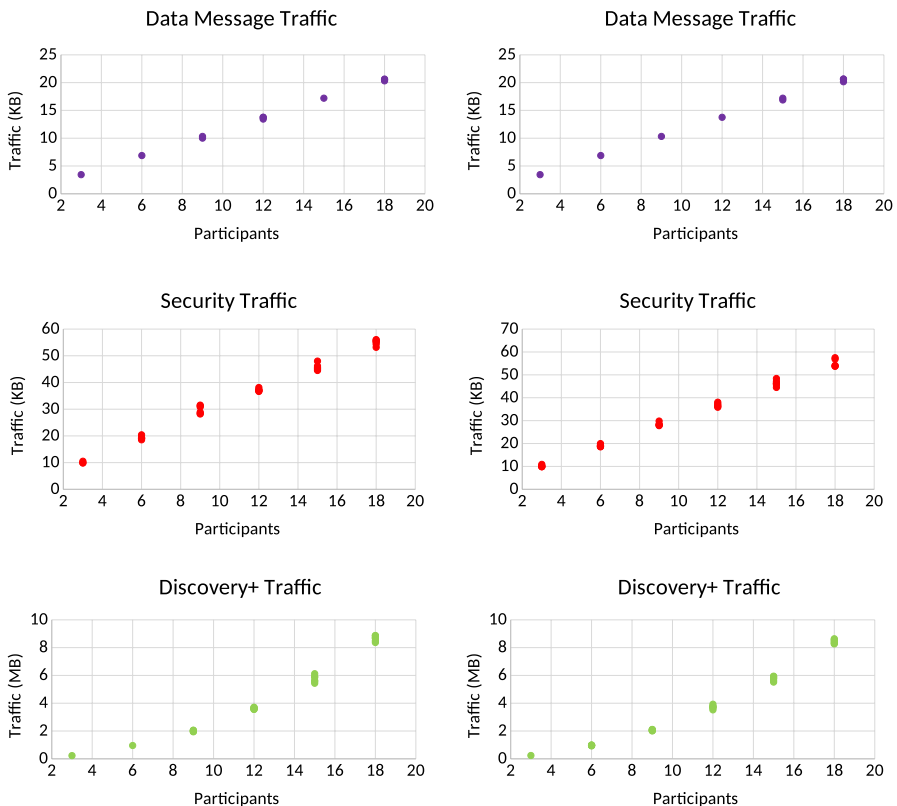 Data Message Traffic
Traffic (KB)
25
20
15
10
5
0
2 4 6 8 10 12 14 16 18 20
Participants
Data Message Traffic
Traffic (KB)
25
20
15
10
5
0
2 4 6 8 10 12 14 16 18 20
Participants
Security Traffic
Traffic (KB)
60
50
40
30
20
10
0
2 4 6 8 10 12 14 16 18 20
Participants
Security Traffic
Traffic (KB)
70
60
50
40
30
20
10
0
2 4 6 8 10 12 14 16 18 20
Participants
Discovery+ Traffic
Traffic (MB)
10
8
6
4
2
0
2 4 6 8 10 12 14 16 18 20
Participants
Discovery+ Traffic
Traffic (MB)
10
8
6
4
2
0
2 4 6 8 10 12 14 16 18 20
Participants